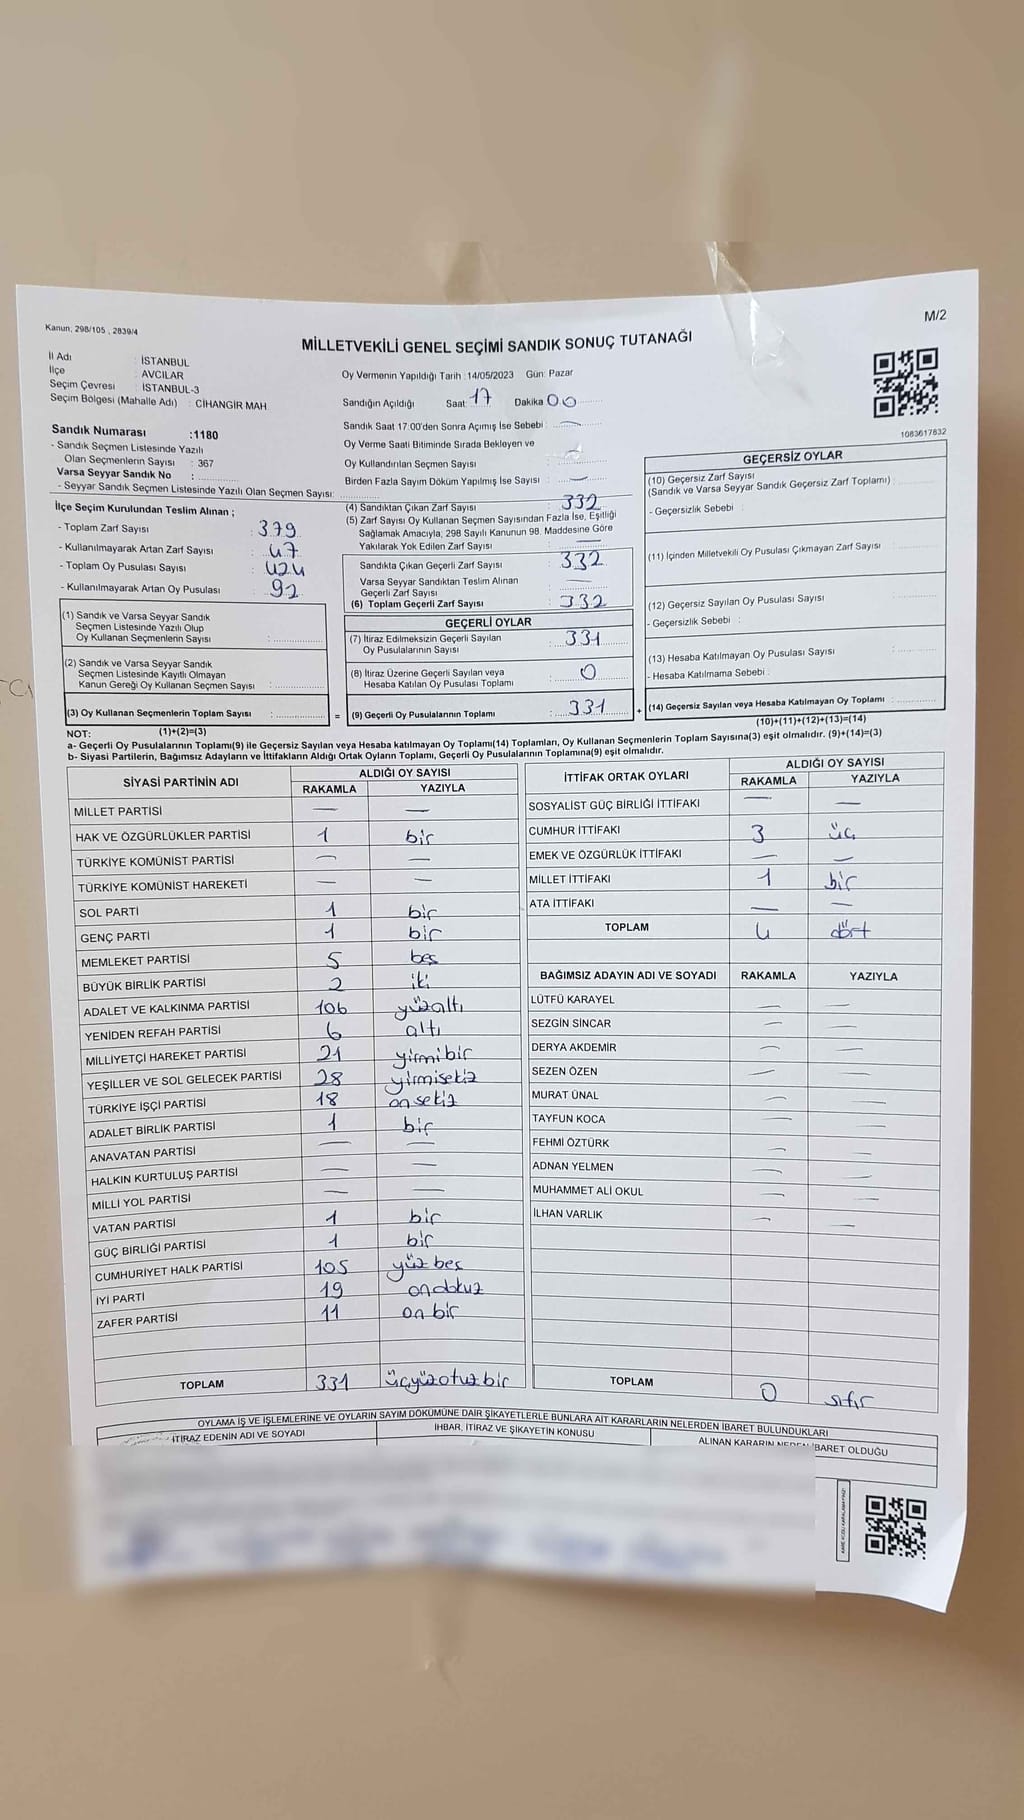 Kanun, 298/105 , 2839/4
M/2
MİLLETVEKİLİ GENEL SEÇİMİ SANDIK SONUÇ TUTANAĞI
İl Adı : İSTANBUL
İlçe : AVCILAR
Seçim Çevresi : İSTANBUL-3
Seçim Bölgesi (Mahalle Adı) : CİHANGİR MAH.
Sandık Numarası :1180
- Sandık Seçmen Listesinde Yazılı
Olan Seçmenlerin Sayısı : 367
Varsa Seyyar Sandık No :
- Seyyar Sandık Seçmen Listesinde Yazılı Olan Seçmen Sayısı:
Oy Vermenin Yapıldığı Tarih :14/05/2023 Gün: Pazar
Sandığın Açıldığı Saat: 17 Dakika 00
Sandık Saat 17:00'den Sonra Açımış İse Sebebi : —
Oy Verme Saati Bitiminde Sırada Bekleyen ve
Oy Kullandırılan Seçmen Sayısı :
Birden Fazla Sayım Döküm Yapılmış İse Sayısı : —
1083617832
İlçe Seçim Kurulundan Teslim Alınan ;
- Toplam Zarf Sayısı : 379
- Kullanılmayarak Artan Zarf Sayısı : 47
- Toplam Oy Pusulası Sayısı : 424
- Kullanılmayarak Artan Oy Pusulası : 92
(1) Sandık ve Varsa Seyyar Sandık
Seçmen Listesinde Yazılı Olup
Oy Kullanan Seçmenlerin Sayısı :
(2) Sandık ve Varsa Seyyar Sandık
Seçmen Listesinde Kayıtlı Olmayan
Kanun Gereği Oy Kullanan Seçmen Sayısı :
(3) Oy Kullanan Seçmenlerin Toplam Sayısı : =
(1)+(2)=(3)
(4) Sandıktan Çıkan Zarf Sayısı : 332
(5) Zarf Sayısı Oy Kullanan Seçmen Sayısından Fazla İse, Eşitliği
Sağlamak Amacıyla; 298 Sayılı Kanunun 98. Maddesine Göre
Yakılarak Yok Edilen Zarf Sayısı : —
Sandıkta Çıkan Geçerli Zarf Sayısı : 332
Varsa Seyyar Sandıktan Teslim Alınan
Geçerli Zarf Sayısı : —
(6) Toplam Geçerli Zarf Sayısı : 332
GEÇERLİ OYLAR
(7) İtiraz Edilmeksizin Geçerli Sayılan
Oy Pusulalarının Sayısı : 331
(8) İtiraz Üzerine Geçerli Sayılan veya
Hesaba Katılan Oy Pusulası Toplamı : 0
(9) Geçerli Oy Pusulalarının Toplamı : 331 +
GEÇERSİZ OYLAR
(10) Geçersiz Zarf Sayısı
(Sandık ve Varsa Seyyar Sandık Geçersiz Zarf Toplamı) :
- Geçersizlik Sebebi :
(11) İçinden Milletvekili Oy Pusulası Çıkmayan Zarf Sayısı :
(12) Geçersiz Sayılan Oy Pusulası Sayısı :
- Geçersizlik Sebebi :
(13) Hesaba Katılmayan Oy Pusulası Sayısı :
- Hesaba Katılmama Sebebi :
(14) Geçersiz Sayılan veya Hesaba Katılmayan Oy Toplamı :
(10)+(11)+(12)+(13)=(14)
NOT:
a- Geçerli Oy Pusulalarının Toplamı(9) ile Geçersiz Sayılan veya Hesaba katılmayan Oy Toplamı(14) Toplamları, Oy Kullanan Seçmenlerin Toplam Sayısına(3) eşit olmalıdır. (9)+(14)=(3)
b- Siyasi Partilerin, Bağımsız Adayların ve İttifakların Aldığı Oyların Toplamı, Geçerli Oy Pusulalarının Toplamına(9) eşit olmalıdır.
SİYASİ PARTİNİN ADI ALDIĞI OY SAYISI
RAKAMLA YAZIYLA
MİLLET PARTİSİ — —
HAK VE ÖZGÜRLÜKLER PARTİSİ 1 bir
TÜRKİYE KOMÜNİST PARTİSİ — —
TÜRKİYE KOMÜNİST HAREKETİ — —
SOL PARTİ 1 bir
GENÇ PARTİ 1 bir
MEMLEKET PARTİSİ 5 beş
BÜYÜK BİRLİK PARTİSİ 2 iki
ADALET VE KALKINMA PARTİSİ 106 yüzaltı
YENİDEN REFAH PARTİSİ 6 altı
MİLLİYETÇİ HAREKET PARTİSİ 21 yirmibir
YEŞİLLER VE SOL GELECEK PARTİSİ 28 yirmisekiz
TÜRKİYE İŞÇİ PARTİSİ 18 onsekiz
ADALET BİRLİK PARTİSİ 1 bir
ANAVATAN PARTİSİ — —
HALKIN KURTULUŞ PARTİSİ — —
MİLLİ YOL PARTİSİ — —
VATAN PARTİSİ 1 bir
GÜÇ BİRLİĞİ PARTİSİ 1 bir
CUMHURİYET HALK PARTİSİ 105 yüz beş
İYİ PARTİ 19 ondokuz
ZAFER PARTİSİ 11 on bir
TOPLAM 331 üçyüzotuzbir
İTTİFAK ORTAK OYLARI ALDIĞI OY SAYISI
RAKAMLA YAZIYLA
SOSYALİST GÜÇ BİRLİĞİ İTTİFAKI — —
CUMHUR İTTİFAKI 3 üç
EMEK VE ÖZGÜRLÜK İTTİFAKI — —
MİLLET İTTİFAKI 1 bir
ATA İTTİFAKI — —
TOPLAM 4 dört
BAĞIMSIZ ADAYIN ADI VE SOYADI RAKAMLA YAZIYLA
LÜTFÜ KARAYEL — —
SEZGİN SİNCAR — —
DERYA AKDEMİR — —
SEZEN ÖZEN — —
MURAT ÜNAL — —
TAYFUN KOCA — —
FEHMİ ÖZTÜRK — —
ADNAN YELMEN — —
MUHAMMET ALİ OKUL — —
İLHAN VARLIK — —
TOPLAM 0 sıfır
OYLAMA İŞ VE İŞLEMLERİNE VE OYLARIN SAYIM DÖKÜMÜNE DAİR ŞİKAYETLERLE BUNLARA AİT KARARLARIN NELERDEN İBARET BULUNDUKLARI
İTİRAZ EDENİN ADI VE SOYADI
İHBAR, İTİRAZ VE ŞİKAYETİN KONUSU
ALINAN KARARIN NEDEN İBARET OLDUĞU